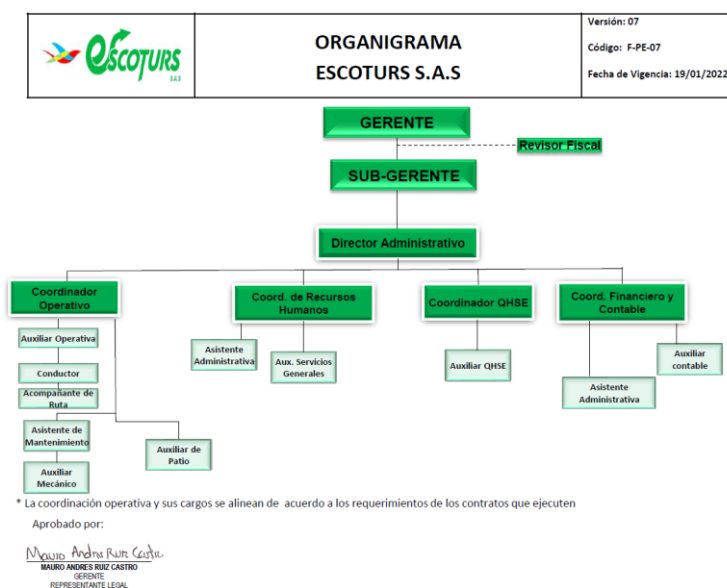 Escoturs
S.A.S
ORGANIGRAMA
ESCOTURS S.A.S
Versión: 07
Código: F-PE-07
Fecha de Vigencia: 19/01/2022
GERENTE
Revisor Fiscal
SUB-GERENTE
Director Administrativo
Coordinador
Operativo
Coord. de Recursos
Humanos
Coordinador QHSE
Coord. Financiero y
Contable
Auxiliar Operativa
Conductor
Acompañante de
Ruta
Asistente de
Mantenimiento
Auxiliar
Mecánico
Auxiliar de
Patio
Asistente
Administrativa
Aux. Servicios
Generales
Auxiliar QHSE
Asistente
Administrativa
Auxiliar
contable
* La coordinación operativa y sus cargos se alinean de acuerdo a los requerimientos de los contratos que ejecuten
Aprobado por:
Mauro Andres Ruiz Castro
MAURO ANDRES RUIZ CASTRO
GERENTE
REPRESENTANTE LEGAL